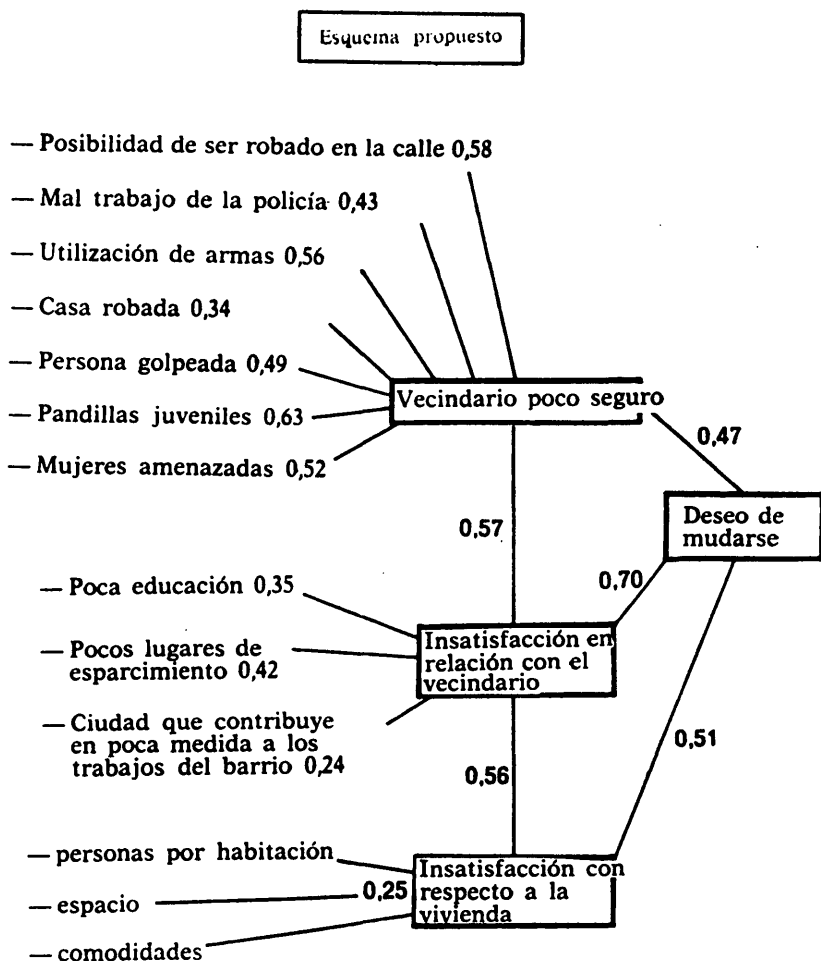 Esquema propuesto
— Posibilidad de ser robado en la calle 0,58
— Mal trabajo de la policía 0,43
— Utilización de armas 0,56
— Casa robada 0,34
— Persona golpeada 0,49
— Pandillas juveniles 0,63
— Mujeres amenazadas 0,52
Vecindario poco seguro
0,47
0,57
Deseo de
mudarse
0,70
— Poca educación 0,35
— Pocos lugares de
esparcimiento 0,42
— Ciudad que contribuye
en poca medida a los
trabajos del barrio 0,24
Insatisfacción en
relación con el
vecindario
0,51
0,56
— personas por habitación
— espacio
0,25
— comodidades
Insatisfacción con
respecto a la
vivienda